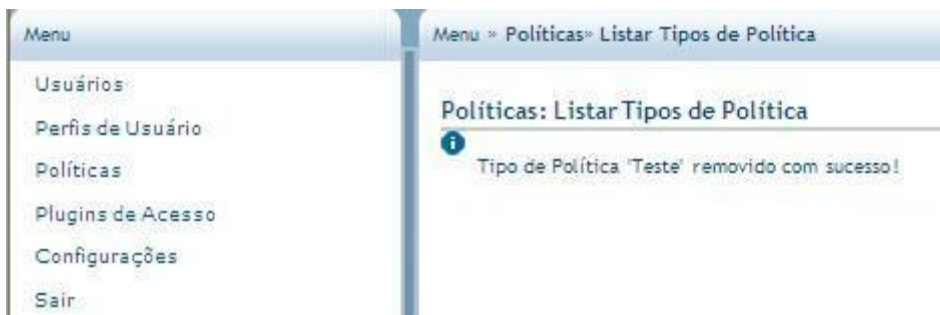 Menu
Usuários
Perfis de Usuário
Políticas
Plugins de Acesso
Configurações
Sair
Menu » Políticas» Listar Tipos de Política
Políticas: Listar Tipos de Política
Tipo de Política 'Teste' removido com sucesso!